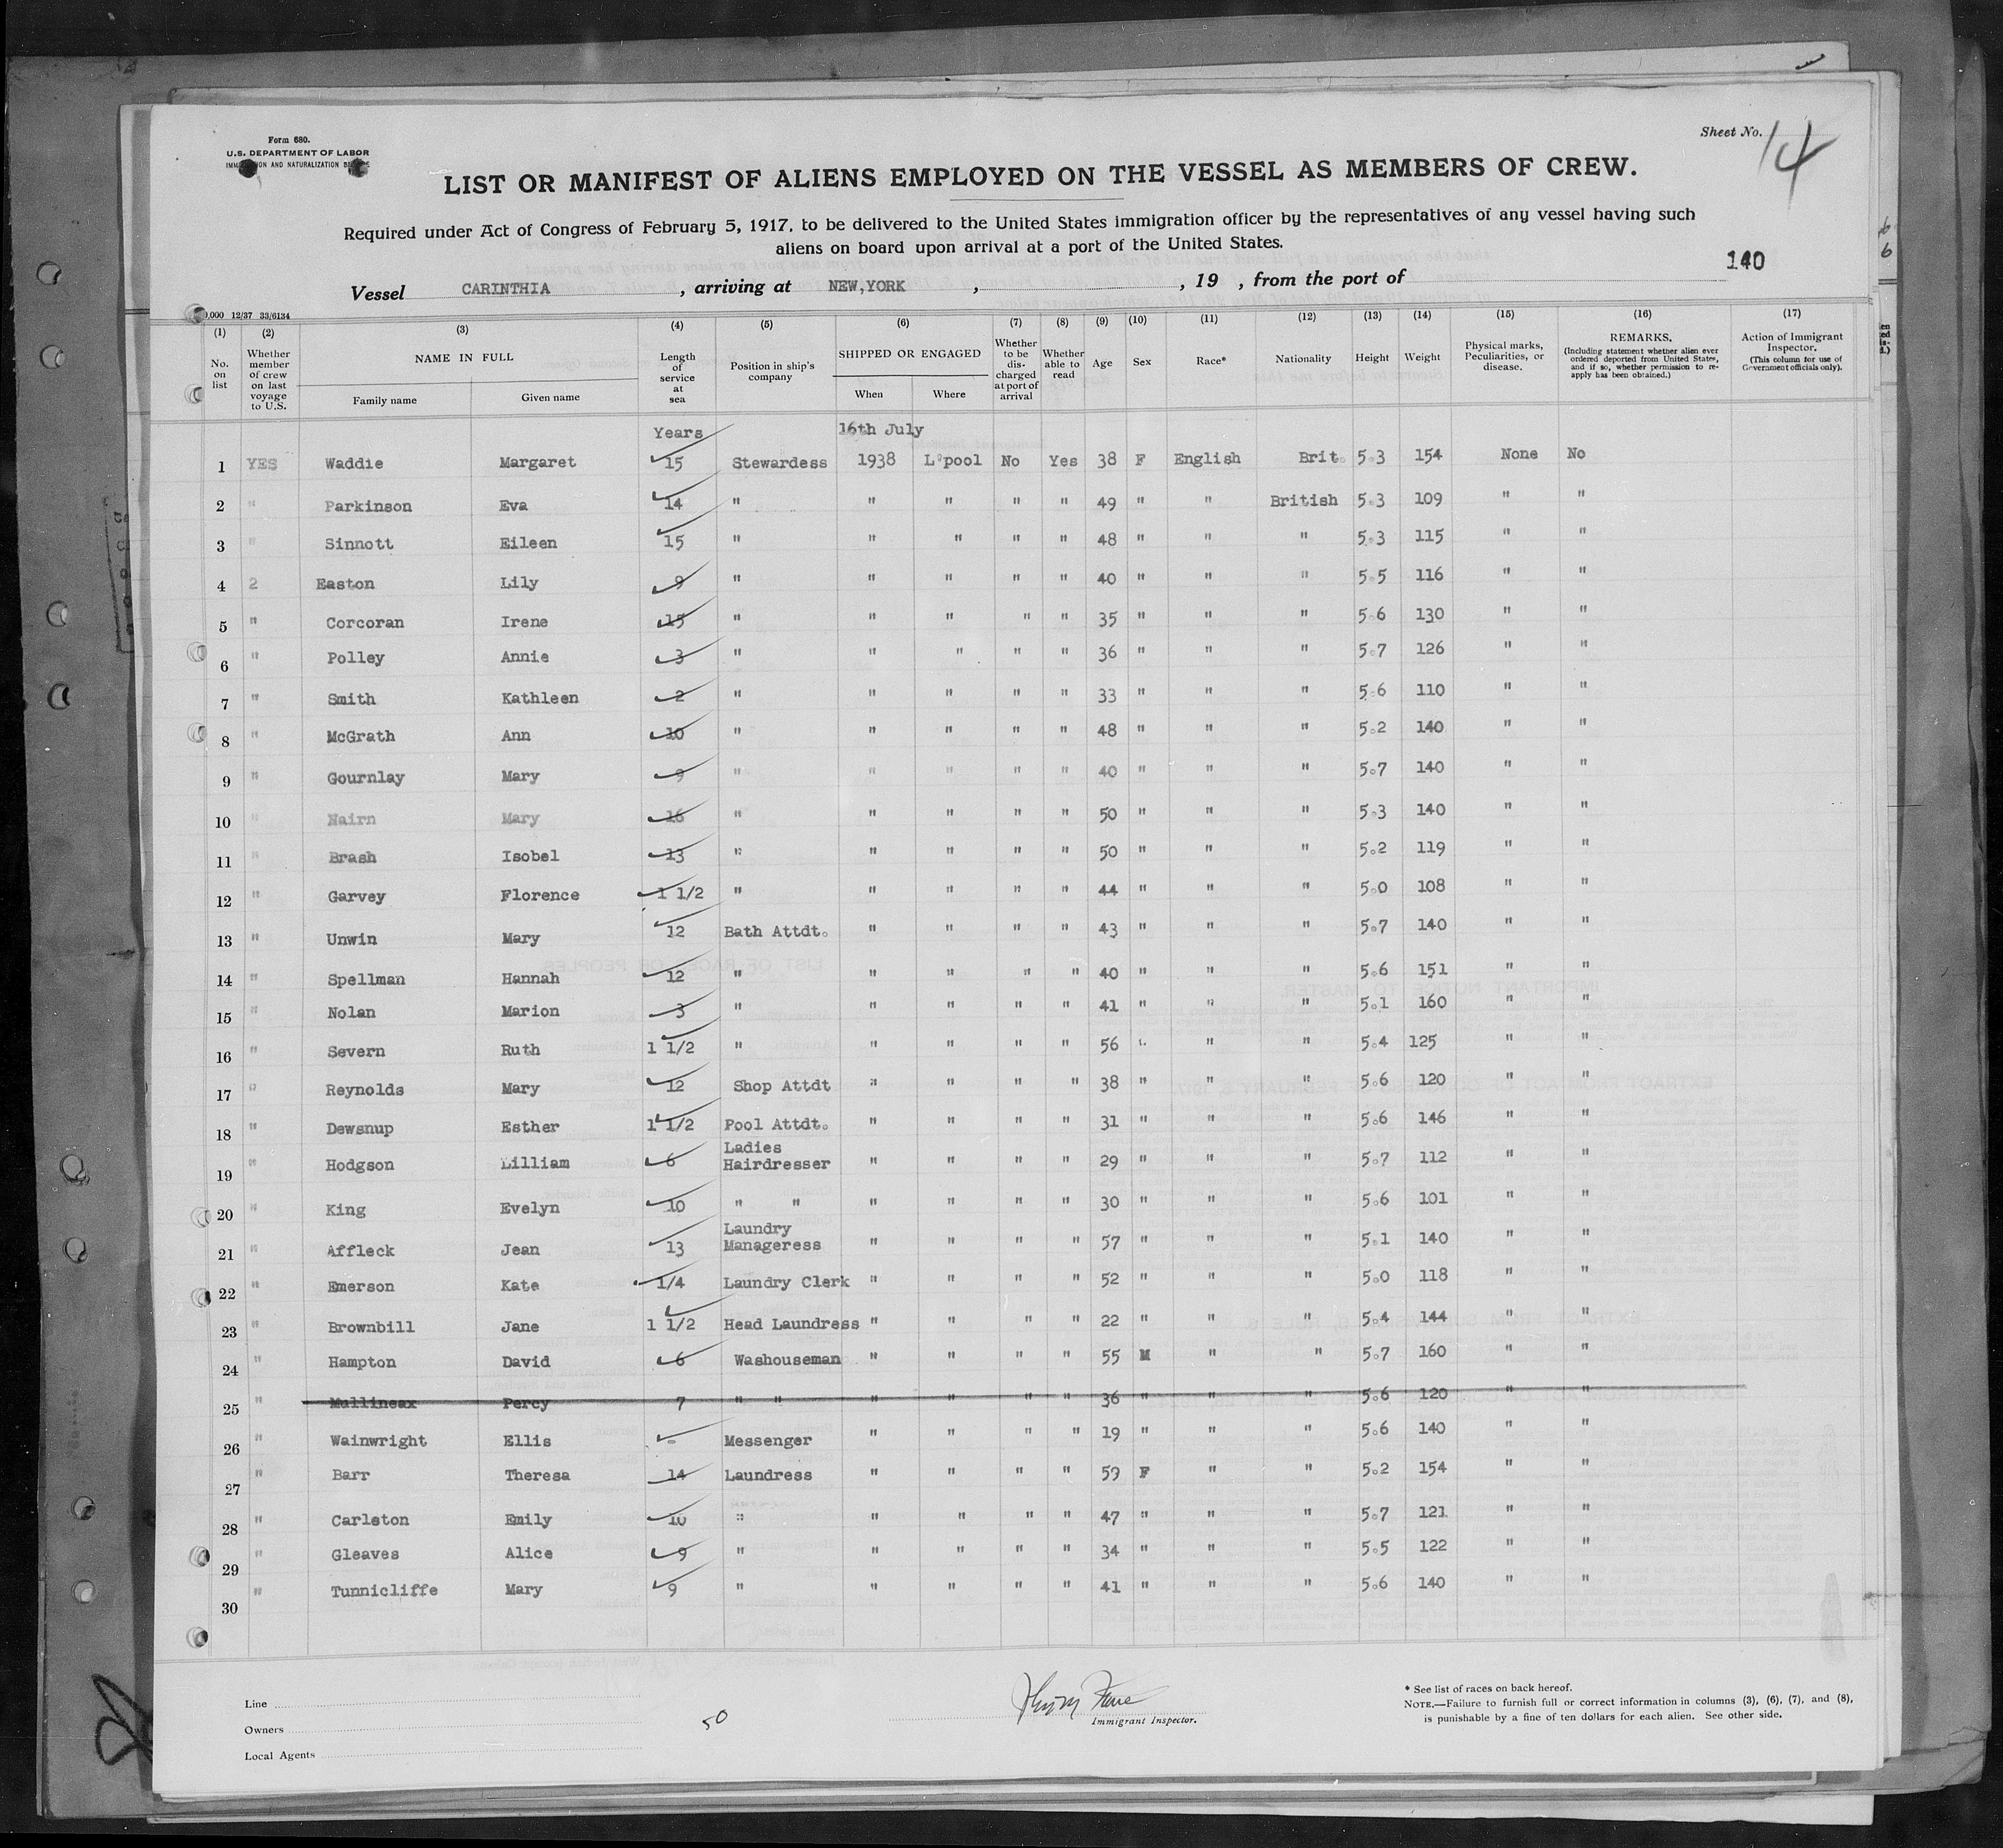 Form 680.
U.S. DEPARTMENT OF LABOR
Sheet No. 14
LIST OR MANIFEST OF ALIENS EMPLOYED ON THE VESSEL AS MEMBERS OF CREW.
Required under Act of Congress of February 5, 1917, to be delivered to the United States immigration officer by the representatives of any vessel having such
aliens on board upon arrival at a port of the United States.
140
Vessel CARINTHIA , arriving at NEW,YORK , , 19 , from the port of
,000 12/37 33/6134
(1) (2) (3) (4) (5) (6) (7) (8) (9) (10) (11) (12) (13) (14) (15) (16) (17)
No. on list
Whether member of crew on last voyage to U.S.
NAME IN FULL
Family name Given name
Length of service at sea
Position in ship's company
SHIPPED OR ENGAGED
When Where
Whether to be discharged at port of arrival
Whether able to read
Age
Sex
Race*
Nationality
Height
Weight
Physical marks, Peculiarities, or disease.
REMARKS.
(Including statement whether alien ever ordered deported from United States, and if so, whether permission to re-apply has been obtained.)
Action of Immigrant Inspector.
(This column for use of Government officials only).
Years 16th July
1 YES Waddie Margaret 15 Stewardess 1938 L'pool No Yes 38 F English Brit. 5.3 154 None No
2 " Parkinson Eva 14 " " " " " 49 " " British 5.3 109 " "
3 " Sinnott Eileen 15 " " " " " 48 " " " 5.3 115 " "
4 2 Easton Lily 9 " " " " " 40 " " " 5.5 116 " "
5 " Corcoran Irene 15 " " " " " 35 " " " 5.6 130 " "
6 " Polley Annie 3 " " " " " 36 " " " 5.7 126 " "
7 " Smith Kathleen 2 " " " " " 33 " " " 5.6 110 " "
8 " McGrath Ann 10 " " " " " 48 " " " 5.2 140 " "
9 " Gournlay Mary 9 " " " " " 40 " " " 5.7 140 " "
10 " Nairn Mary 16 " " " " " 50 " " " 5.3 140 " "
11 " Brash Isobel 13 " " " " " 50 " " " 5.2 119 " "
12 " Garvey Florence 1 1/2 " " " " " 44 " " " 5.0 108 " "
13 " Unwin Mary 12 Bath Attdt. " " " " 43 " " " 5.7 140 " "
14 " Spellman Hannah 12 " " " " " 40 " " " 5.6 151 " "
15 " Nolan Marion 3 " " " " " 41 " " " 5.1 160 " "
16 " Severn Ruth 1 1/2 " " " " " 56 " " " 5.4 125 " "
17 " Reynolds Mary 12 Shop Attdt " " " " 38 " " " 5.6 120 " "
18 " Dewsnup Esther 1 1/2 Pool Attdt. " " " " 31 " " " 5.6 146 " "
19 " Hodgson Lilliam 6 Ladies Hairdresser " " " " 29 " " " 5.7 112 " "
20 " King Evelyn 10 " " " " " " 30 " " " 5.6 101 " "
21 " Affleck Jean 13 Laundry Manageress " " " " 57 " " " 5.1 140 " "
22 " Emerson Kate 1/4 Laundry Clerk " " " " 52 " " " 5.0 118 " "
23 " Brownbill Jane 1 1/2 Head Laundress " " " " 22 " " " 5.4 144 " "
24 " Hampton David 6 Washouseman " " " " 55 M " " 5.7 160 " "
25 " Mullineax Percy 7 " " " " " " 36 " " " 5.6 120 " "
26 " Wainwright Ellis Messenger " " " " 19 " " " 5.6 140 " "
27 " Barr Theresa 14 Laundress " " " " 59 F " " 5.2 154 " "
28 " Carleton Emily 10 " " " " " 47 " " " 5.7 121 " "
29 " Gleaves Alice 9 " " " " " 34 " " " 5.5 122 " "
30 " Tunnicliffe Mary 9 " " " " " 41 " " " 5.6 140 " "
Line
Owners
Local Agents
50
Immigrant Inspector.
* See list of races on back hereof.
NOTE.—Failure to furnish full or correct information in columns (3), (6), (7), and (8),
is punishable by a fine of ten dollars for each alien. See other side.